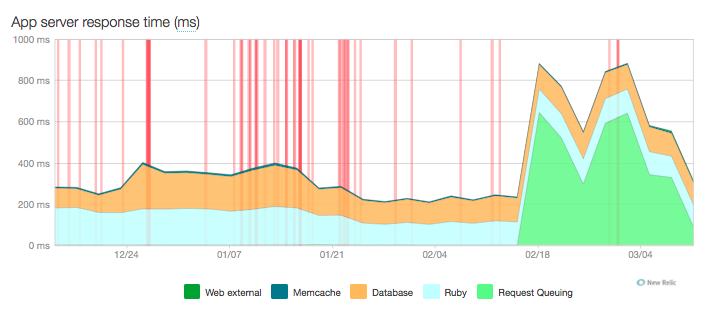 App server response time (ms)
1000 ms
800 ms
600 ms
400 ms
200 ms
0 ms
12/24 01/07 01/21 02/04 02/18 03/04
New Relic
Web external Memcache Database Ruby Request Queuing